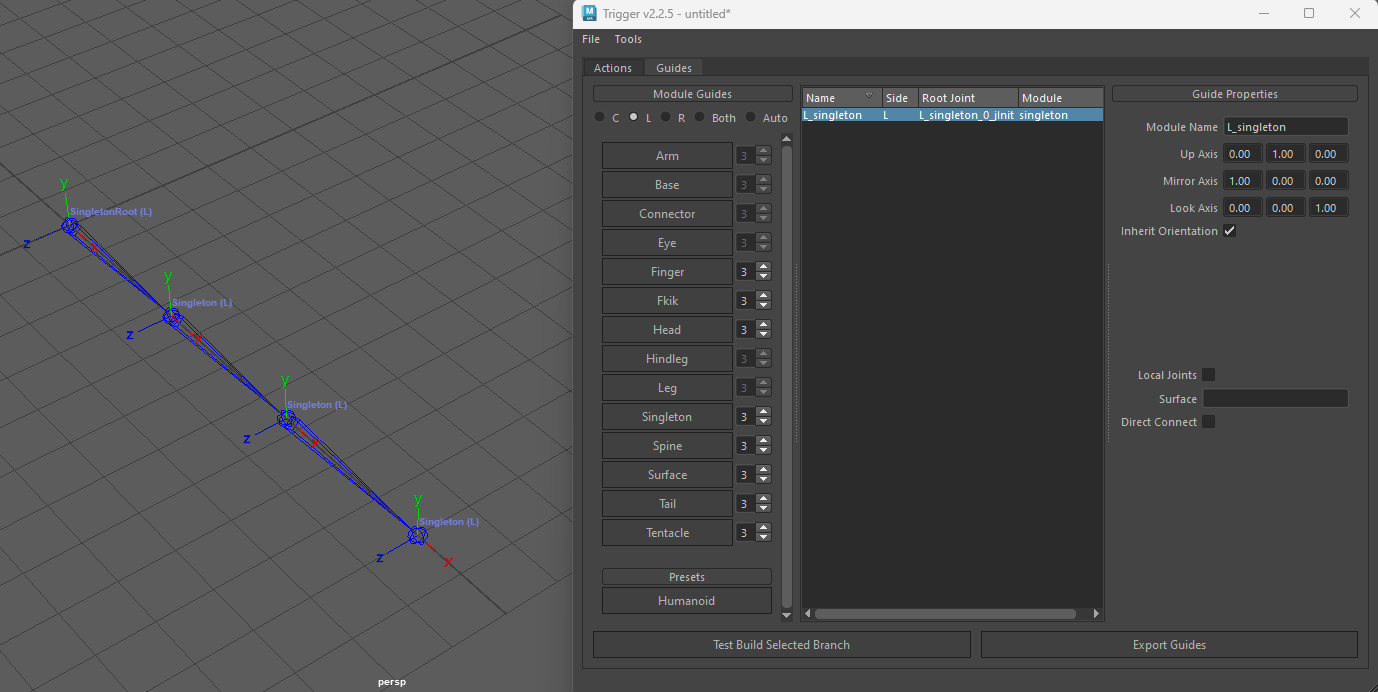 Trigger v2.2.5 - untitled*
File Tools
Actions Guides
Module Guides
C L R Both Auto
Arm 3
Base 3
Connector 3
Eye 3
Finger 3
Fkik 3
Head 3
Hindleg 3
Leg 3
Singleton 3
Spine 3
Surface 3
Tail 3
Tentacle 3
Presets
Humanoid
Name Side Root Joint Module
L_singleton L L_singleton_0_jInit singleton
Guide Properties
Module Name L_singleton
Up Axis 0.00 1.00 0.00
Mirror Axis 1.00 0.00 0.00
Look Axis 0.00 0.00 1.00
Inherit Orientation
Local Joints
Surface
Direct Connect
Test Build Selected Branch
Export Guides
y
SingletonRoot (L)
z
x
y
Singleton (L)
z
x
y
Singleton (L)
z
x
y
Singleton (L)
z
x
persp